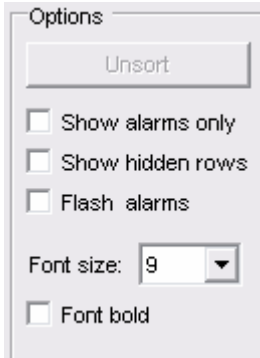 Options
Unsort
Show alarms only
Show hidden rows
Flash alarms
Font size: 9
Font bold